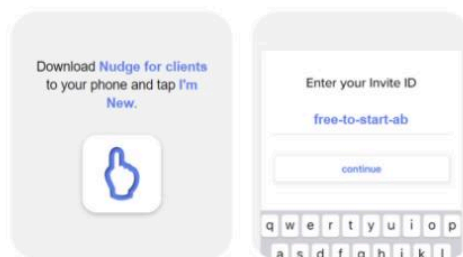 Download Nudge for clients
to your phone and tap I'm
New.
Enter your Invite ID
free-to-start-ab
continue
q w e r t y u i o p
a s d f g h j k l